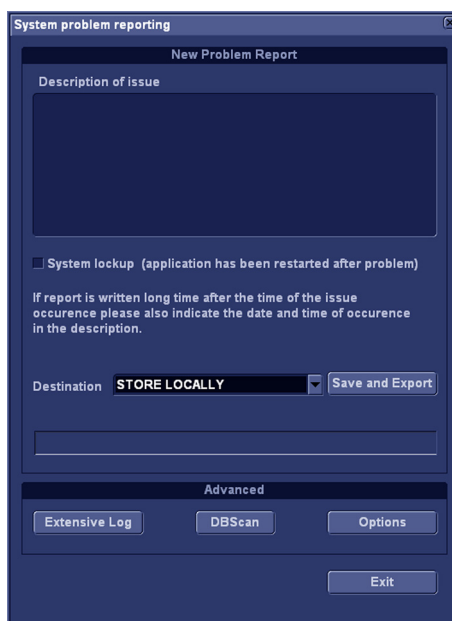 System problem reporting
New Problem Report
Description of issue
System lockup (application has been restarted after problem)
If report is written long time after the time of the issue
occurence please also indicate the date and time of occurence
in the description.
Destination STORE LOCALLY Save and Export
Advanced
Extensive Log DBScan Options
Exit